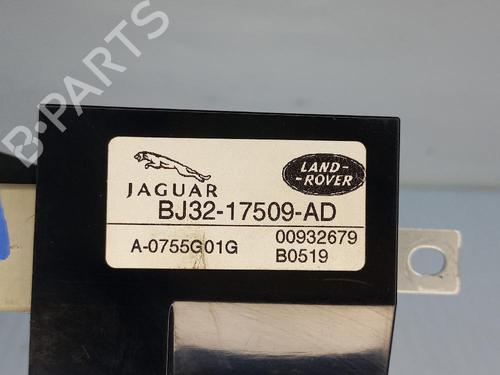 B-PARTS
JAGUAR
LAND-
-ROVER
BJ32-17509-AD
A-0755G01G
00932679
B0519